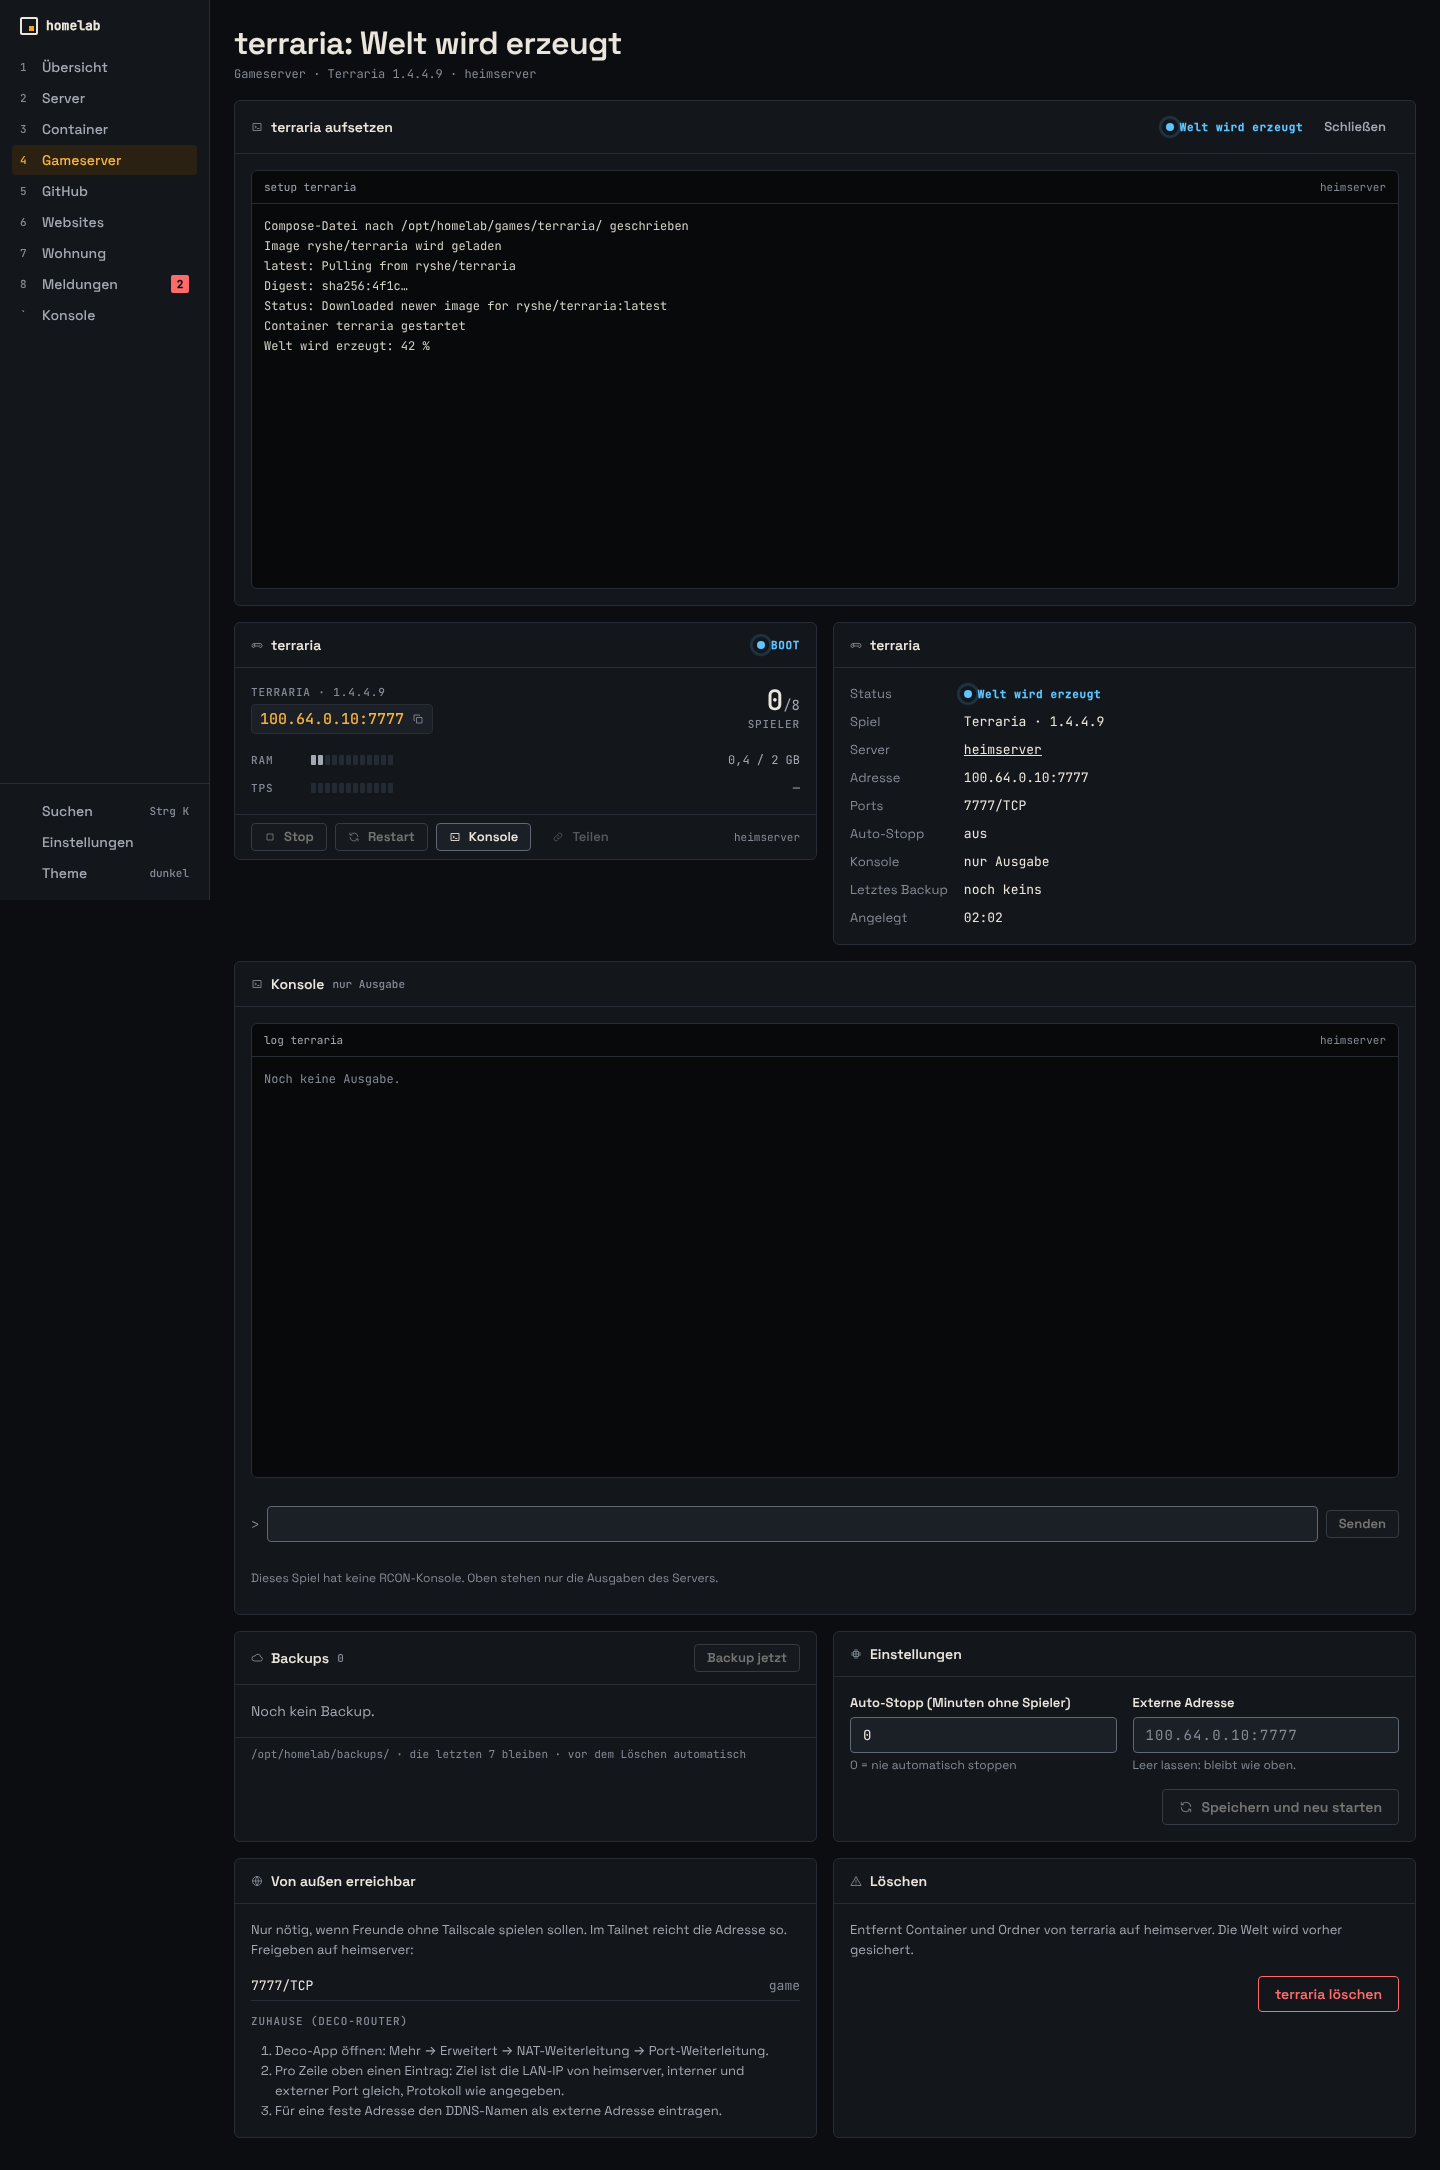 homelab
1 Übersicht
2 Server
3 Container
4 Gameserver
5 GitHub
6 Websites
7 Wohnung
8 Meldungen 2
` Konsole
Suchen Strg K
Einstellungen
Theme dunkel
terraria: Welt wird erzeugt
Gameserver · Terraria 1.4.4.9 · heimserver
terraria aufsetzen
Welt wird erzeugt Schließen
setup terraria heimserver
Compose-Datei nach /opt/homelab/games/terraria/ geschrieben
Image ryshe/terraria wird geladen
latest: Pulling from ryshe/terraria
Digest: sha256:4f1c…
Status: Downloaded newer image for ryshe/terraria:latest
Container terraria gestartet
Welt wird erzeugt: 42 %
terraria BOOT
TERRARIA · 1.4.4.9
100.64.0.10:7777
0/8
SPIELER
RAM 0,4 / 2 GB
TPS —
Stop Restart Konsole Teilen heimserver
terraria
Status Welt wird erzeugt
Spiel Terraria · 1.4.4.9
Server heimserver
Adresse 100.64.0.10:7777
Ports 7777/TCP
Auto-Stopp aus
Konsole nur Ausgabe
Letztes Backup noch keins
Angelegt 02:02
Konsole nur Ausgabe
log terraria heimserver
Noch keine Ausgabe.
> Senden
Dieses Spiel hat keine RCON-Konsole. Oben stehen nur die Ausgaben des Servers.
Backups 0 Backup jetzt
Noch kein Backup.
/opt/homelab/backups/ · die letzten 7 bleiben · vor dem Löschen automatisch
Einstellungen
Auto-Stopp (Minuten ohne Spieler) Externe Adresse
0 100.64.0.10:7777
0 = nie automatisch stoppen Leer lassen: bleibt wie oben.
Speichern und neu starten
Von außen erreichbar
Nur nötig, wenn Freunde ohne Tailscale spielen sollen. Im Tailnet reicht die Adresse so.
Freigeben auf heimserver:
7777/TCP game
ZUHAUSE (DECO-ROUTER)
1. Deco-App öffnen: Mehr → Erweitert → NAT-Weiterleitung → Port-Weiterleitung.
2. Pro Zeile oben einen Eintrag: Ziel ist die LAN-IP von heimserver, interner und
externer Port gleich, Protokoll wie angegeben.
3. Für eine feste Adresse den DDNS-Namen als externe Adresse eintragen.
Löschen
Entfernt Container und Ordner von terraria auf heimserver. Die Welt wird vorher
gesichert.
terraria löschen